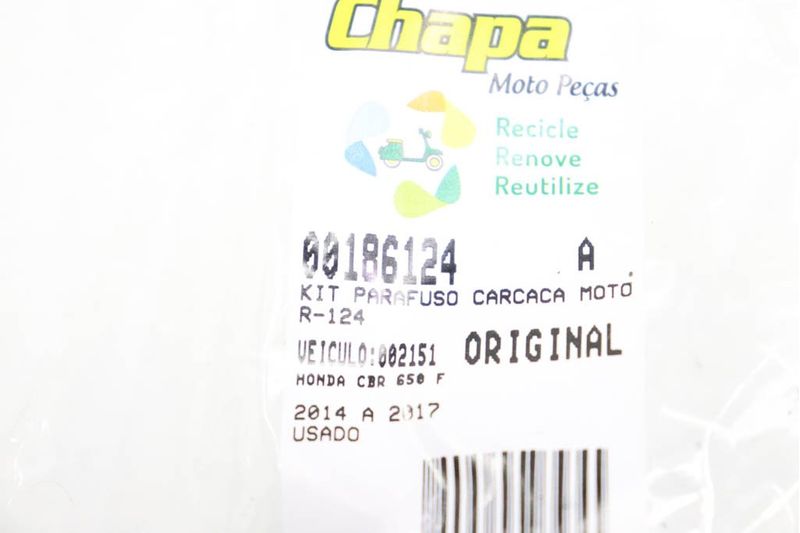 Chapa
Moto Peças
Recicle
Renove
Reutilize
00186124 A
KIT PARAFUSO CARCACA MOTO
R-124
VEICULO:002151 ORIGINAL
HONDA CBR 650 F
2014 A 2017
USADO